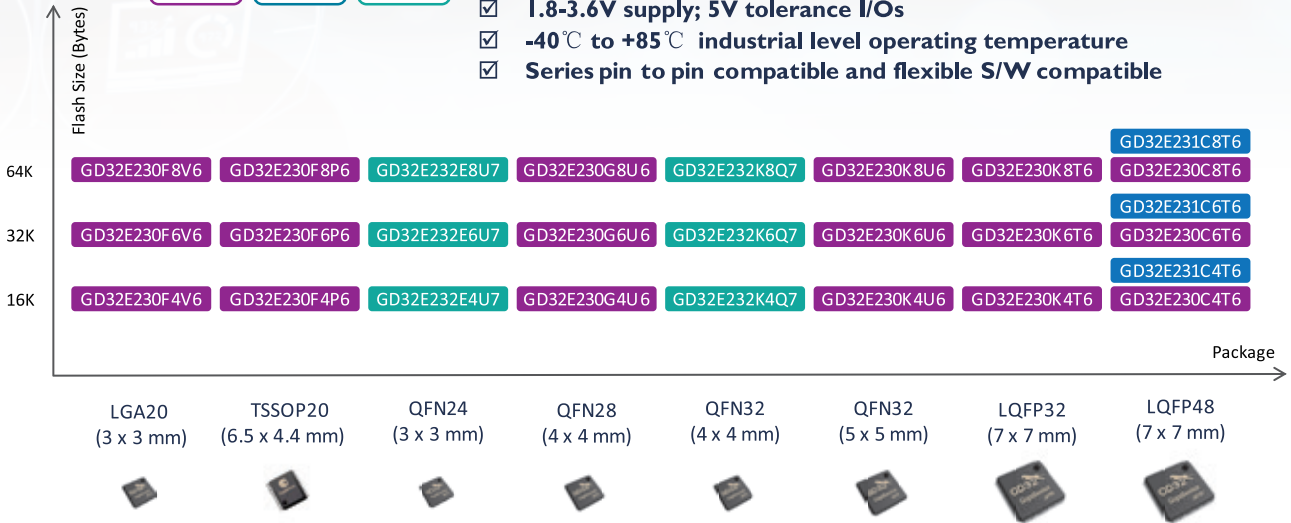 1.8-3.6V supply; 5V tolerance I/Os
-40℃ to +85℃ industrial level operating temperature
Series pin to pin compatible and flexible S/W compatible
Flash Size (Bytes)
GD32E231C8T6
64K GD32E230F8V6 GD32E230F8P6 GD32E232E8U7 GD32E230G8U6 GD32E232K8Q7 GD32E230K8U6 GD32E230K8T6 GD32E230C8T6
GD32E231C6T6
32K GD32E230F6V6 GD32E230F6P6 GD32E232E6U7 GD32E230G6U6 GD32E232K6Q7 GD32E230K6U6 GD32E230K6T6 GD32E230C6T6
GD32E231C4T6
16K GD32E230F4V6 GD32E230F4P6 GD32E232E4U7 GD32E230G4U6 GD32E232K4Q7 GD32E230K4U6 GD32E230K4T6 GD32E230C4T6
Package
LGA20 TSSOP20 QFN24 QFN28 QFN32 QFN32 LQFP32 LQFP48
(3 x 3 mm) (6.5 x 4.4 mm) (3 x 3 mm) (4 x 4 mm) (4 x 4 mm) (5 x 5 mm) (7 x 7 mm) (7 x 7 mm)